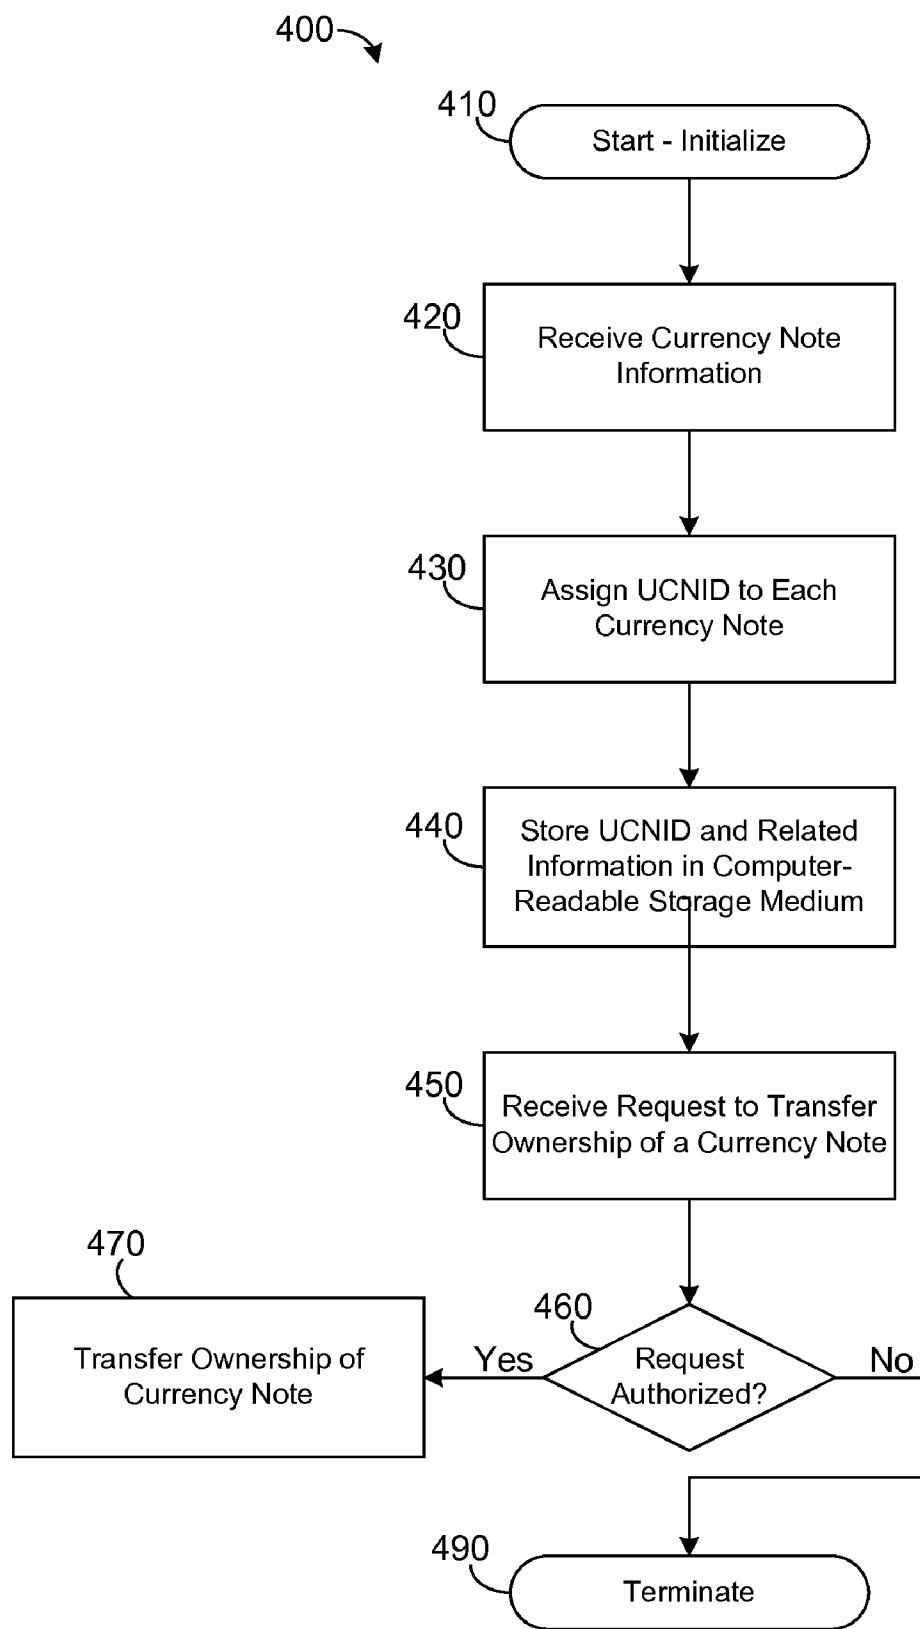 400
410
Start - Initialize
420
Receive Currency Note
Information
430
Assign UCNID to Each
Currency Note
440
Store UCNID and Related
Information in Computer-
Readable Storage Medium
450
Receive Request to Transfer
Ownership of a Currency Note
470
Transfer Ownership of
Currency Note
460
Yes
Request
Authorized?
No
490
Terminate